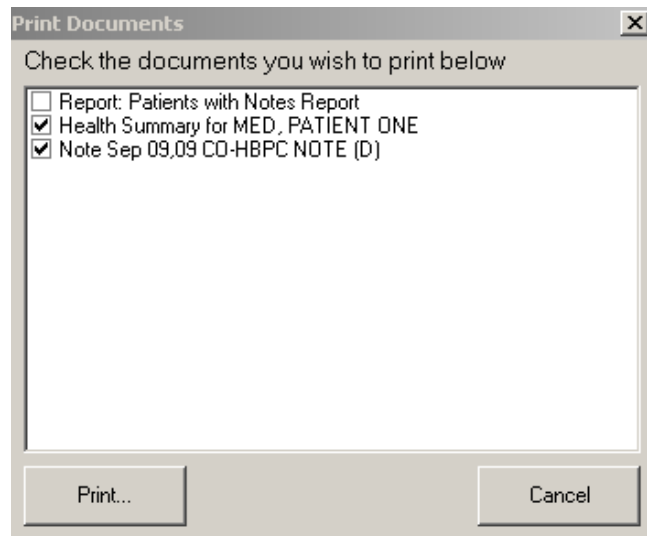 Print Documents
Check the documents you wish to print below
Report: Patients with Notes Report
Health Summary for MED, PATIENT ONE
Note Sep 09,09 CO-HBPC NOTE (D)
Print... Cancel